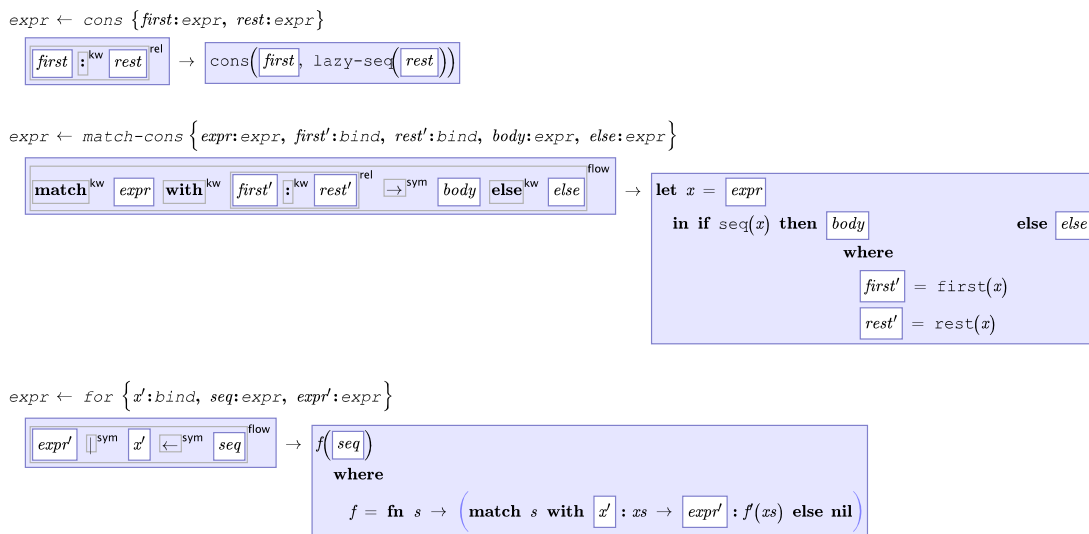 expr ← cons {first:expr, rest:expr}
first :kw rest rel → cons(first, lazy-seq(rest))
expr ← match-cons {expr:expr, first′:bind, rest′:bind, body:expr, else:expr}
match kw expr with kw first′ :kw rest′ rel → sym body else kw else flow → let x = expr
in if seq(x) then body else else
where
first′ = first(x)
rest′ = rest(x)
expr ← for {x′:bind, seq:expr, expr′:expr}
expr′ | sym x′ ← sym seq flow → f(seq)
where
f = fn s → (match s with x′ : xs → expr′ : f′(xs) else nil)